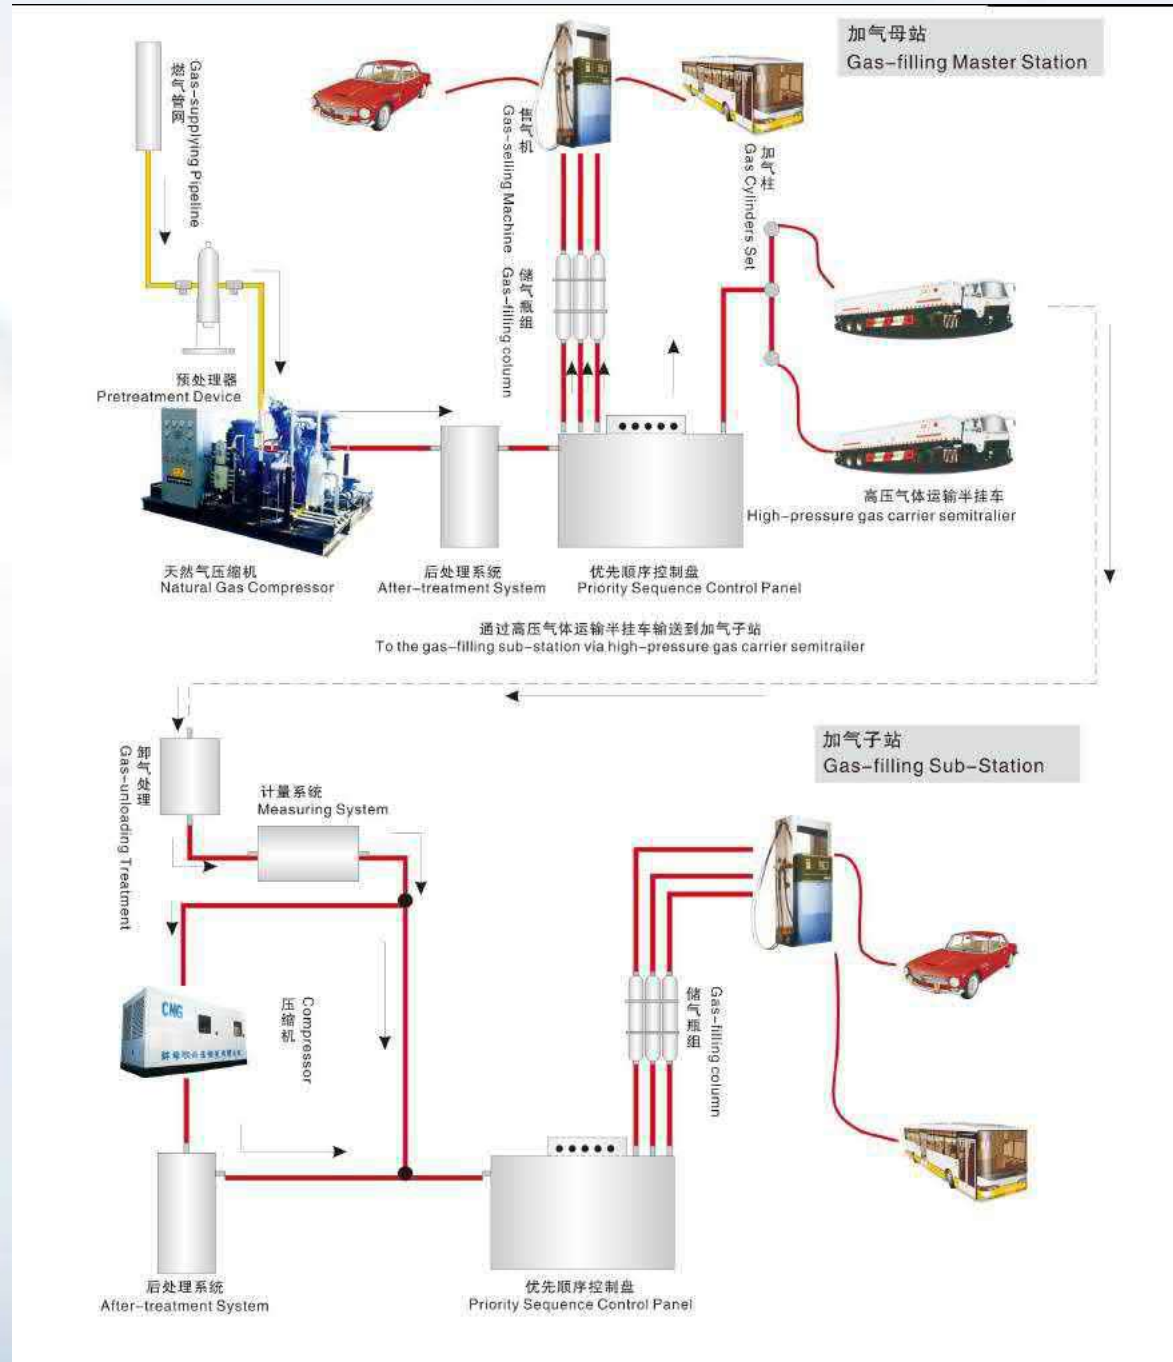 加气母站
Gas-filling Master Station
燃气管网
Gas-supplying Pipeline
售气机
Gas-selling Machine
加气柱
Gas Cylinders Set
储气瓶组
Gas-filling column
预处理器
Pretreatment Device
高压气体运输半挂车
High-pressure gas carrier semitralier
天然气压缩机
Natural Gas Compressor
后处理系统
After-treatment System
优先顺序控制盘
Priority Sequence Control Panel
通过高压气体运输半挂车输送到加气子站
To the gas-filling sub-station via high-pressure gas carrier semitrailer
加气子站
Gas-filling Sub-Station
卸气处理
Gas-unloading Treatment
计量系统
Measuring System
CNG
压缩机
Compressor
储气瓶组
Gas-filling column
后处理系统
After-treatment System
优先顺序控制盘
Priority Sequence Control Panel